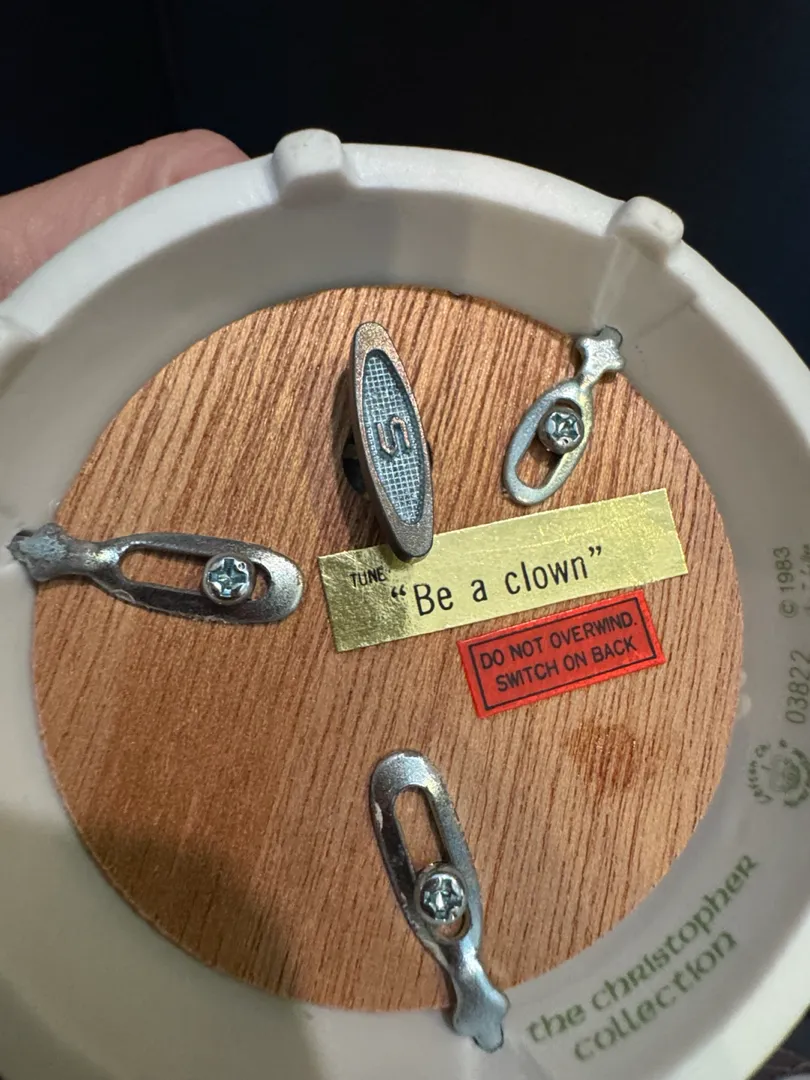 S
TUNE
“Be a clown”
DO NOT OVERWIND.
SWITCH ON BACK
© 1983
03822
the christopher
collection